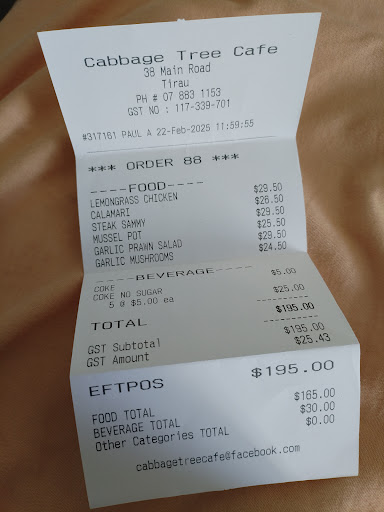 Cabbage Tree Cafe
38 Main Road
Tirau
PH # 07 883 1153
GST NO : 117-339-701
#317161 PAUL A 22-Feb-2025 11:59:55
*** ORDER 88 ***
----FOOD----
LEMONGRASS CHICKEN $29.50
CALAMARI $26.50
STEAK SAMMY $29.50
MUSSEL POT $25.50
GARLIC PRAWN SALAD $29.50
GARLIC MUSHROOMS $24.50
----BEVERAGE----
COKE $5.00
COKE NO SUGAR
5 @ $5.00 ea $25.00
TOTAL $195.00
GST Subtotal $195.00
GST Amount $25.43
EFTPOS $195.00
FOOD TOTAL $165.00
BEVERAGE TOTAL $30.00
Other Categories TOTAL $0.00
cabbagetreecafe@facebook.com